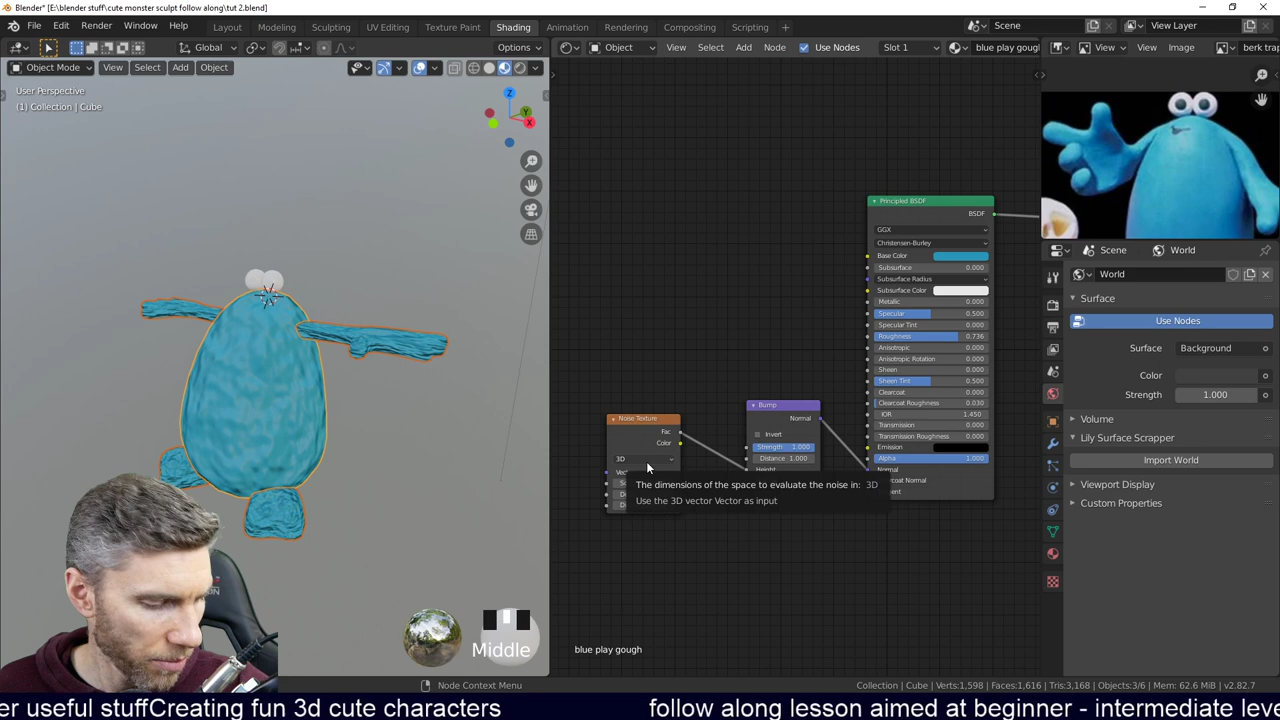 Blender* [E:\blender stuff\cute monster sculpt follow along\tut 2.blend]
File Edit Render Window Help
Layout Modeling Sculpting UV Editing Texture Paint Shading Animation Rendering Compositing Scripting +
Scene
View Layer
Global
Options
Object View Select Add Node Use Nodes Slot 1 blue play gough
View View Image berk trap
Object Mode View Select Add Object
User Perspective
(1) Collection | Cube
Z
Y
X
Principled BSDF
BSDF
GGX
Christensen-Burley
Base Color
Subsurface 0.000
Subsurface Radius
Subsurface Color
Metallic 0.000
Specular 0.500
Specular Tint 0.000
Roughness 0.736
Anisotropic 0.000
Anisotropic Rotation 0.000
Sheen 0.000
Sheen Tint 0.500
Clearcoat 0.000
Clearcoat Roughness 0.030
IOR 1.450
Transmission 0.000
Transmission Roughness 0.000
Emission
Alpha 1.000
Normal
Noise Texture
Fac
Color
3D
Bump
Normal
Invert
Strength 1.000
Distance 1.000
Height
The dimensions of the space to evaluate the noise in: 3D
Use the 3D vector Vector as input
Scene World
World
Surface
Use Nodes
Surface Background
Color
Strength 1.000
Volume
Lily Surface Scrapper
Import World
Viewport Display
Custom Properties
Middle
blue play gough
Node Context Menu
Collection | Cube | Verts:1,598 | Faces:1,616 | Tris:3,168 | Objects:3/6 | Mem: 62.6 MiB | v2.82.7
er useful stuffCreating fun 3d cute characters follow along lesson aimed at beginner - intermediate leve